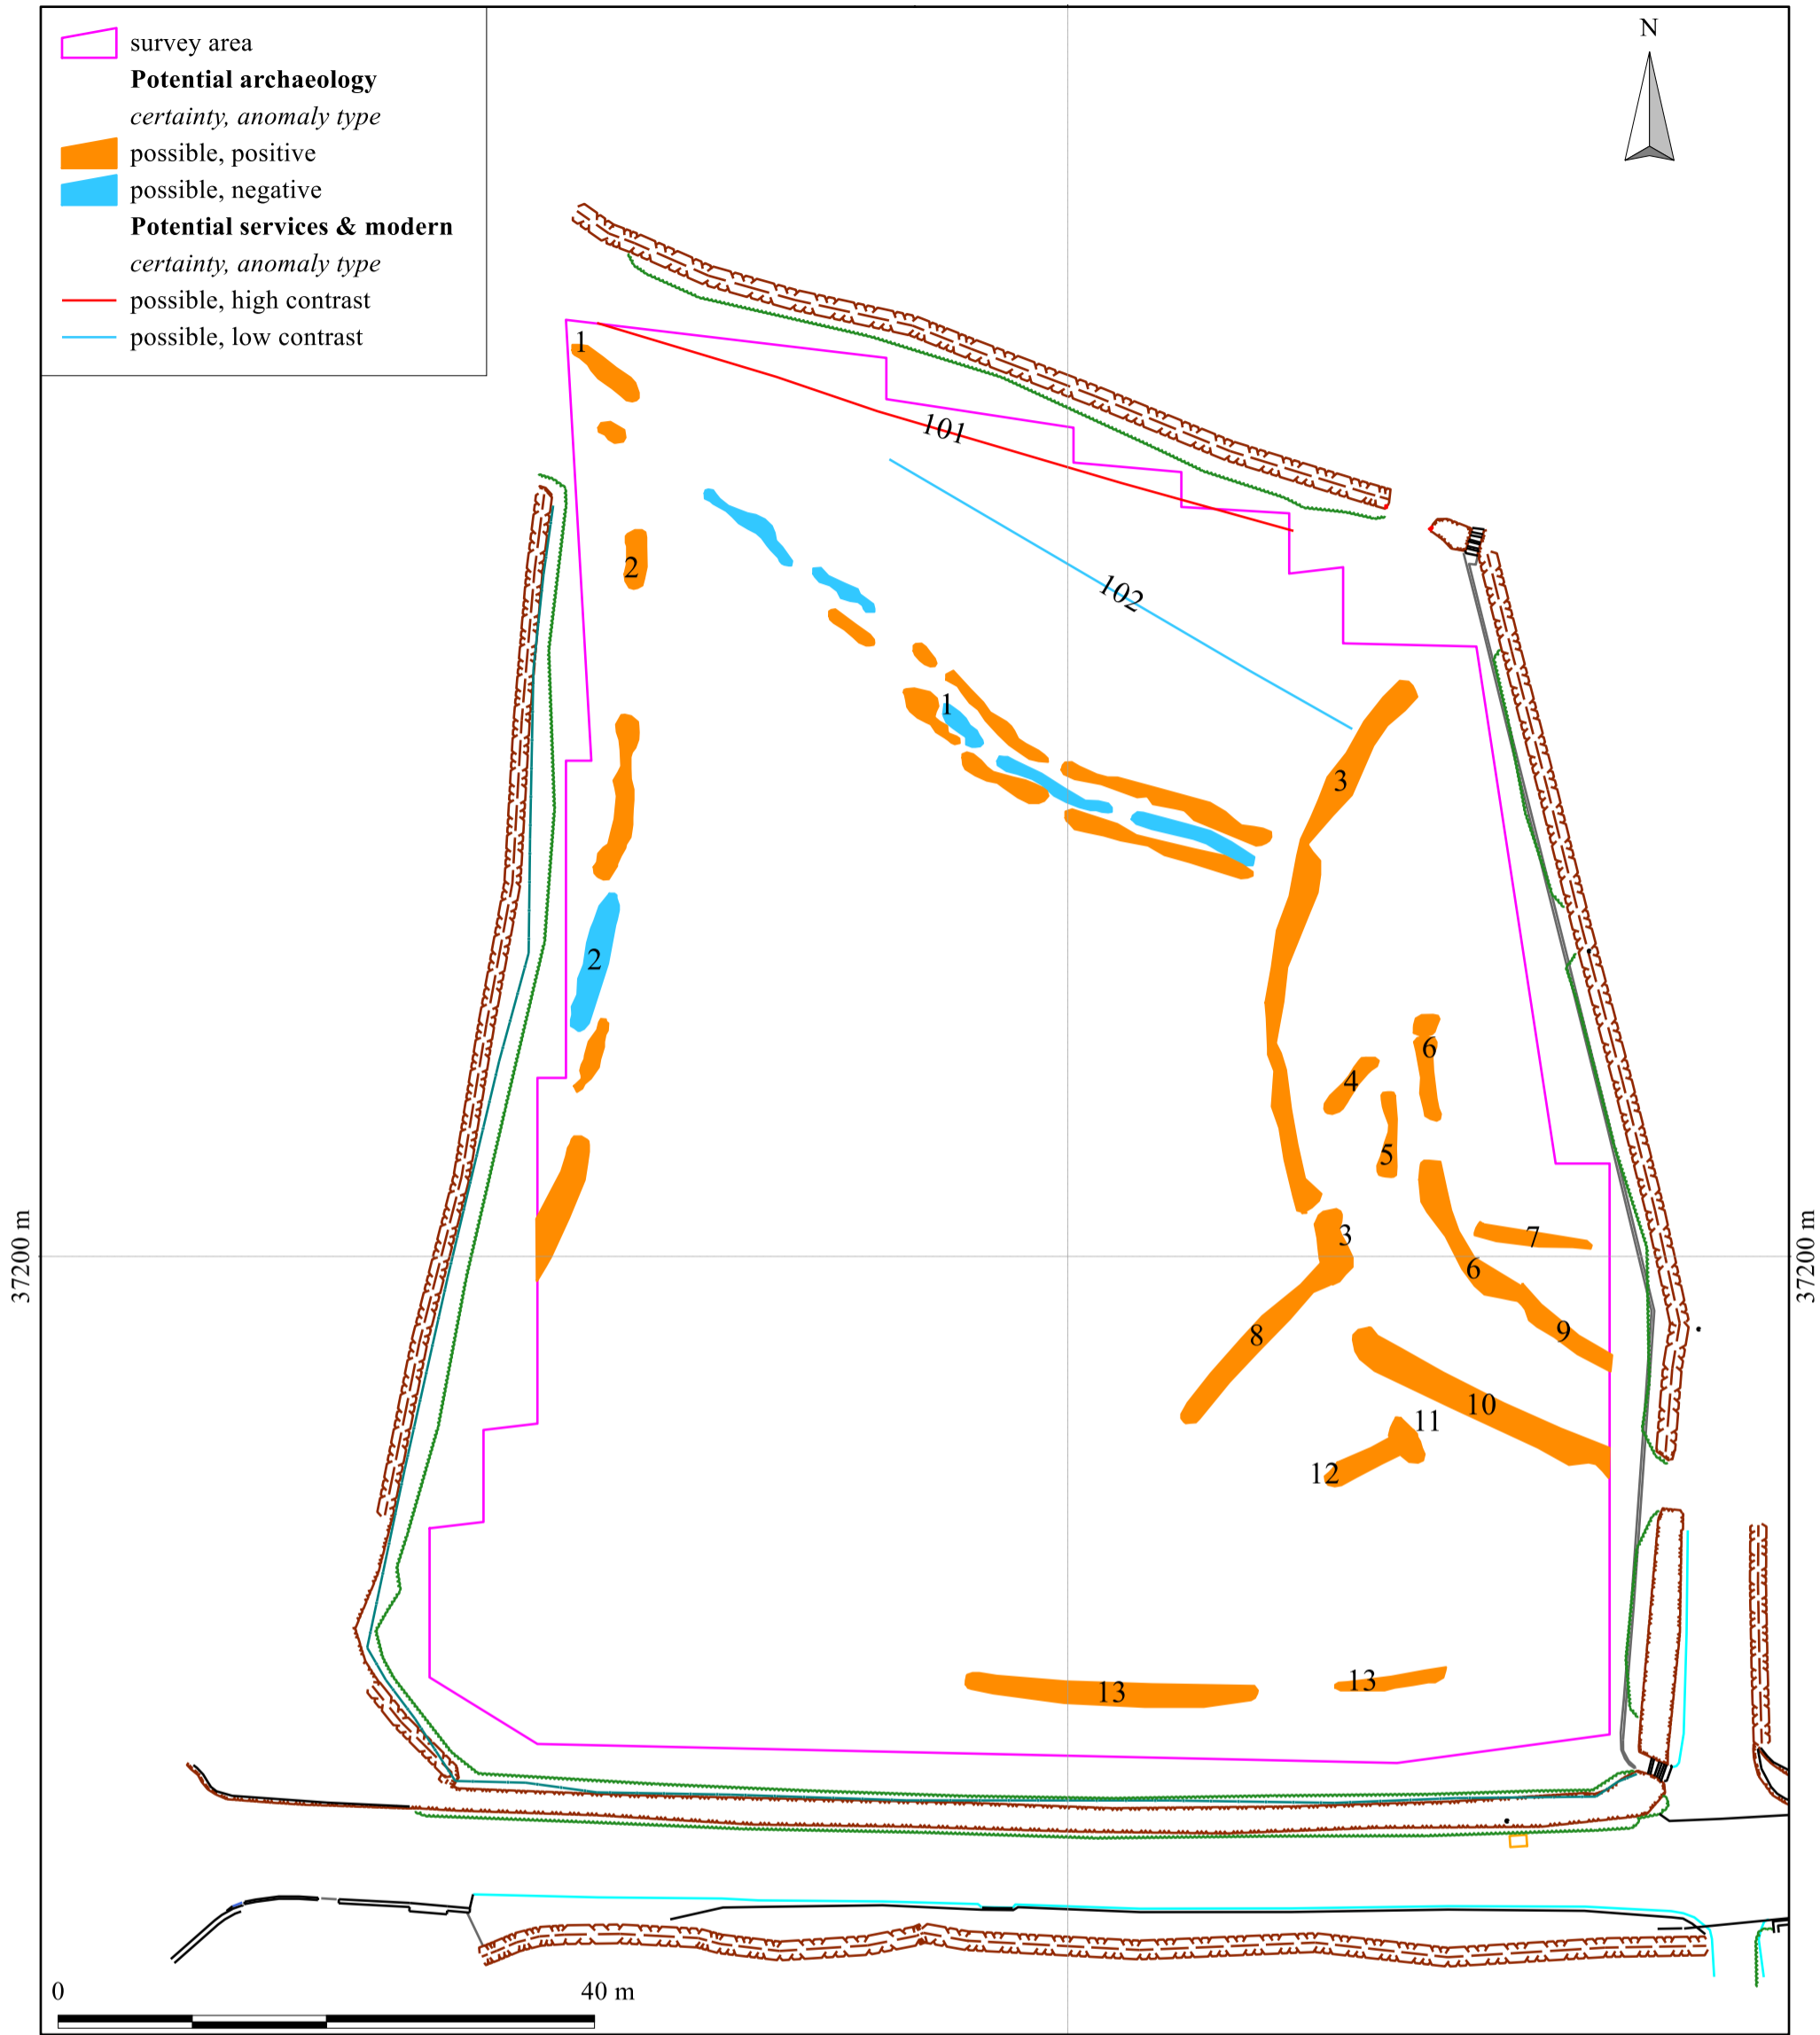 survey area
Potential archaeology
certainty, anomaly type
possible, positive
possible, negative
Potential services & modern
certainty, anomaly type
possible, high contrast
possible, low contrast
N
1
101
2
102
1
3
2
6
4
5
3
7
6
8
9
10
11
12
13
13
37200 m
37200 m
0
40 m